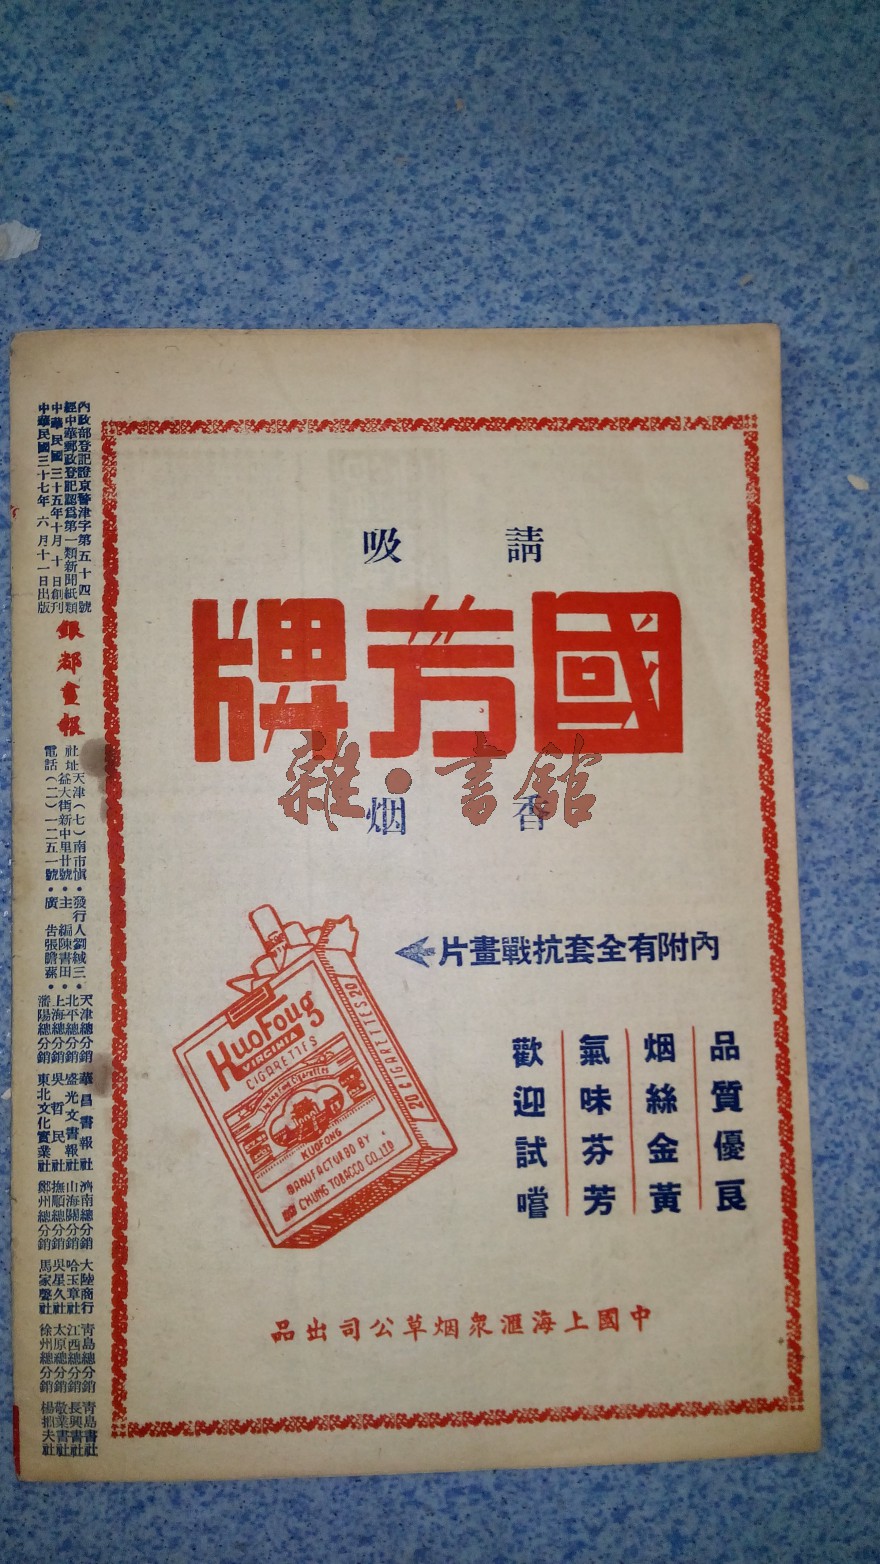 請吸
國芳牌
香烟
內附有全套抗戰畫片
品質優良
烟絲金黃
氣味芬芳
歡迎試嚐
KuoFong
VIRGINIA
CIGARETTES
KUOFONG
MANUFACTURED BY
CHUNG TOBACCO CO., LTD
20 CIGARETTES 20
中國上海滙衆烟草公司出品
內政部登記證京警津字第五十四號
經中華郵政登記認爲第一類新聞紙類
中華民國三十五年十月十日創刊
中華民國三十七年六月十一日出版
銀都畫報
社址天津(七)南市慎益大街新中里廿號
電話(二)一二五一號
發行人劉緘三
主編陳書田
廣告張瞻蘇
天津總分銷 華昌書報社
北平總分銷 盛光文書報社
上海總分銷 吳哲民社
瀋陽總分銷 東北文化實業社
濟南總分銷 大陸商行
山海關分銷 哈玉章社
撫順總分銷 吳星久社
鄭州總分銷 馬家聲社
青島總分銷 青島書社
江西總分銷 長興書社
太原總分銷 敬業書社
徐州總分銷 楊揶夫社
雜·書館